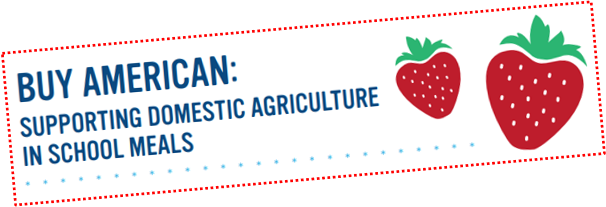 BUY AMERICAN:
SUPPORTING DOMESTIC AGRICULTURE
IN SCHOOL MEALS